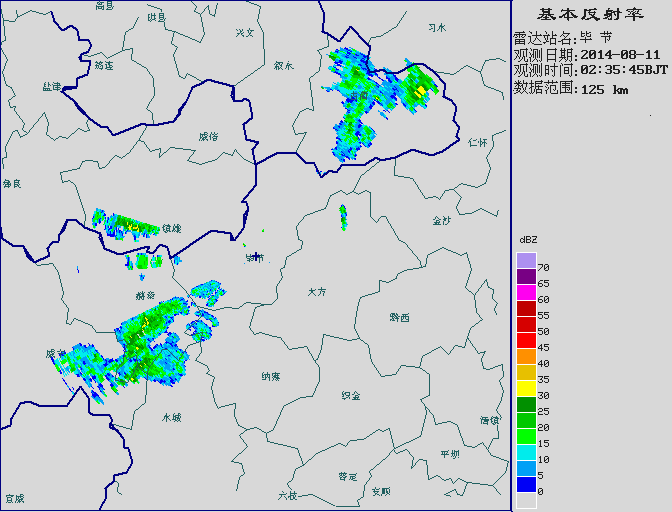 基本反射率
雷达站名:毕 节
观测日期:2014-08-11
观测时间:02:35:45BJT
数据范围:125 km
高县
珙县
兴文
习水
筠连
叙水
盐津
威信
仁怀
彝良
镇雄
金沙
毕节
赫章
大方
黔西
威宁
纳雍
织金
水城
清镇
平坝
普定
安顺
六枝
宣威
dBZ
70
65
60
55
50
45
40
35
30
25
20
15
10
5
0